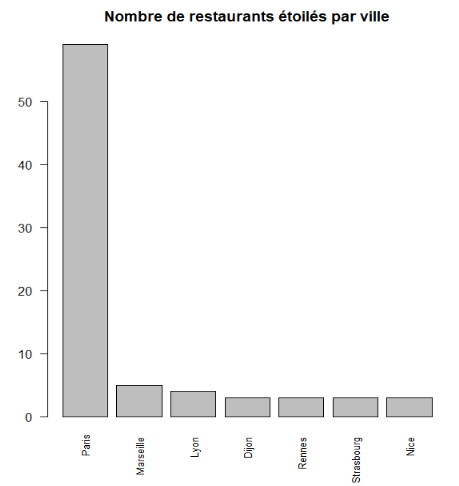 Nombre de restaurants étoilés par ville
50
40
30
20
10
0
Paris
Marseille
Lyon
Dijon
Rennes
Strasbourg
Nice